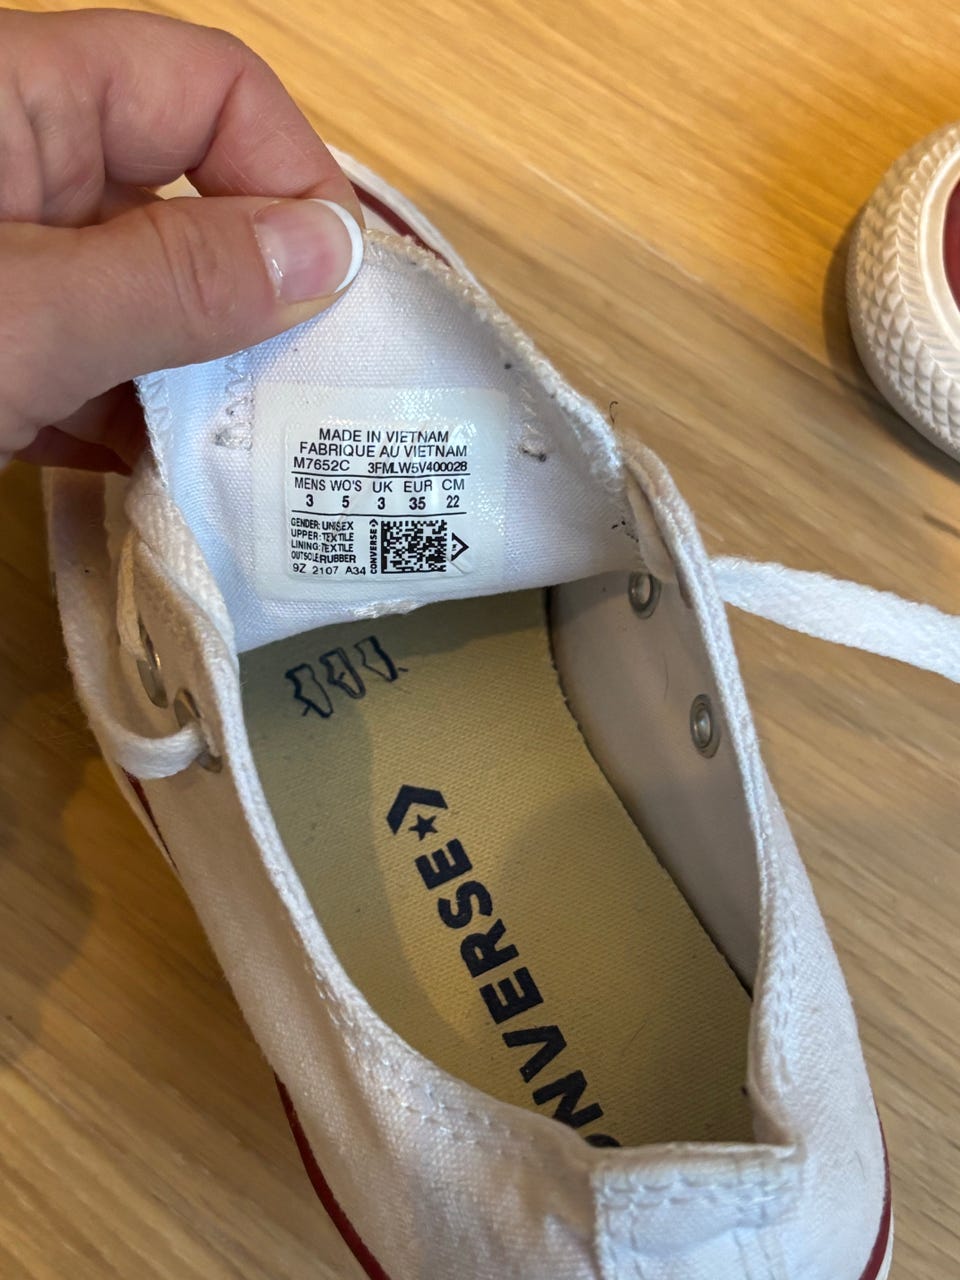 MADE IN VIETNAM
FABRIQUE AU VIETNAM
M7652C 3FMLW5V400028
MENS WO'S UK EUR CM
3 5 3 35 22
GENDER: UNISEX
UPPER: TEXTILE
LINING: TEXTILE
OUTSOLE: RUBBER
9Z 2107 A34
CONVERSE
CONVERSE